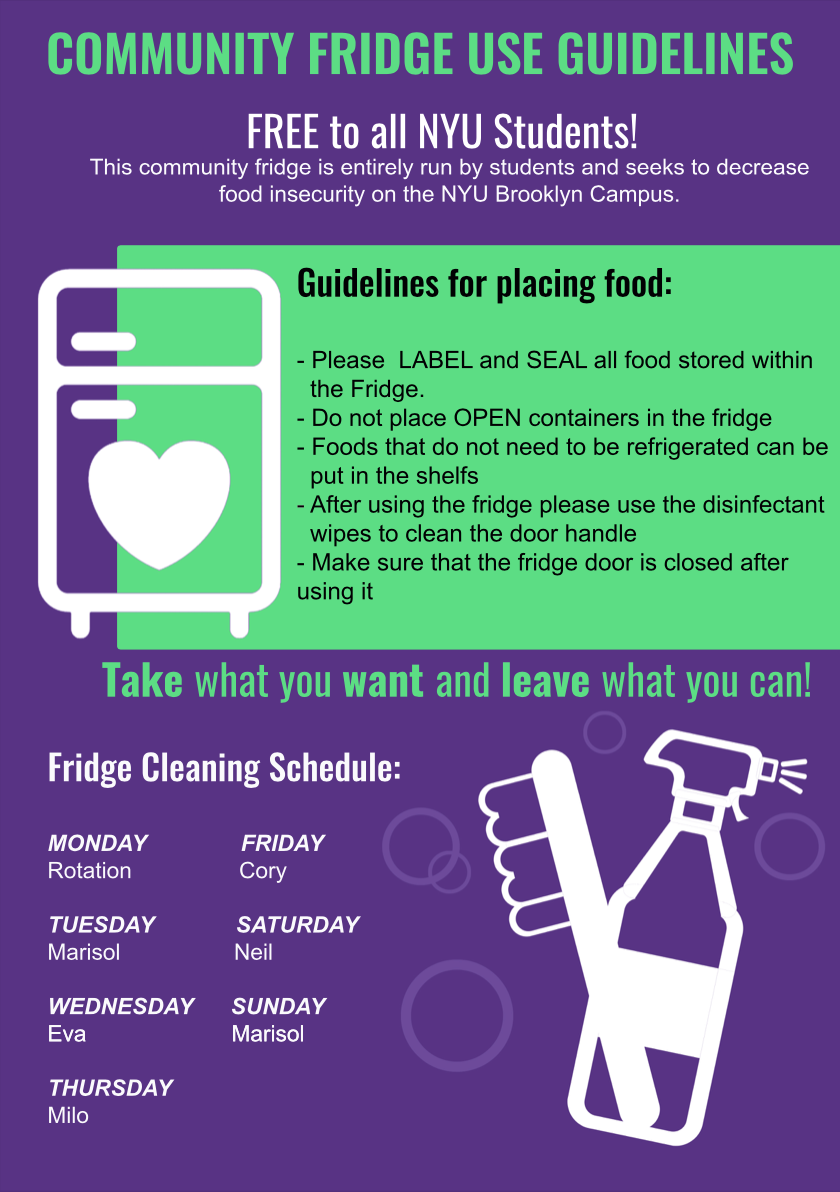 COMMUNITY FRIDGE USE GUIDELINES
FREE to all NYU Students!
This community fridge is entirely run by students and seeks to decrease
food insecurity on the NYU Brooklyn Campus.
Guidelines for placing food:
- Please  LABEL and SEAL all food stored within
the Fridge.
- Do not place OPEN containers in the fridge
- Foods that do not need to be refrigerated can be
put in the shelfs
- After using the fridge please use the disinfectant
wipes to clean the door handle
- Make sure that the fridge door is closed after
using it
Take what you want and leave what you can!
Fridge Cleaning Schedule:
MONDAY
Rotation
TUESDAY
Marisol
WEDNESDAY
Eva
THURSDAY
Milo
FRIDAY
Cory
SATURDAY
Neil
SUNDAY
Marisol